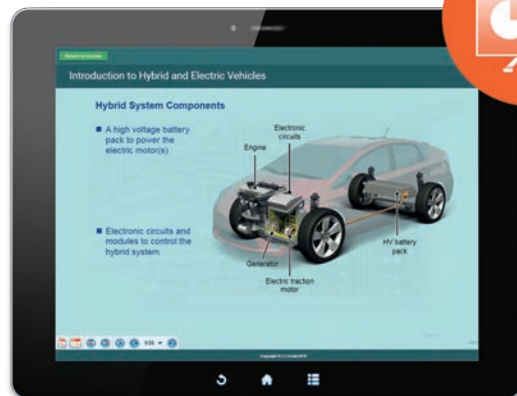 Return to course
Introduction to Hybrid and Electric Vehicles
Hybrid System Components
■ A high voltage battery
pack to power the
electric motor(s)
Electronic
circuits
Engine
■ Electronic circuits and
modules to control the
hybrid system
HV battery
pack
Generator
Electric traction
motor